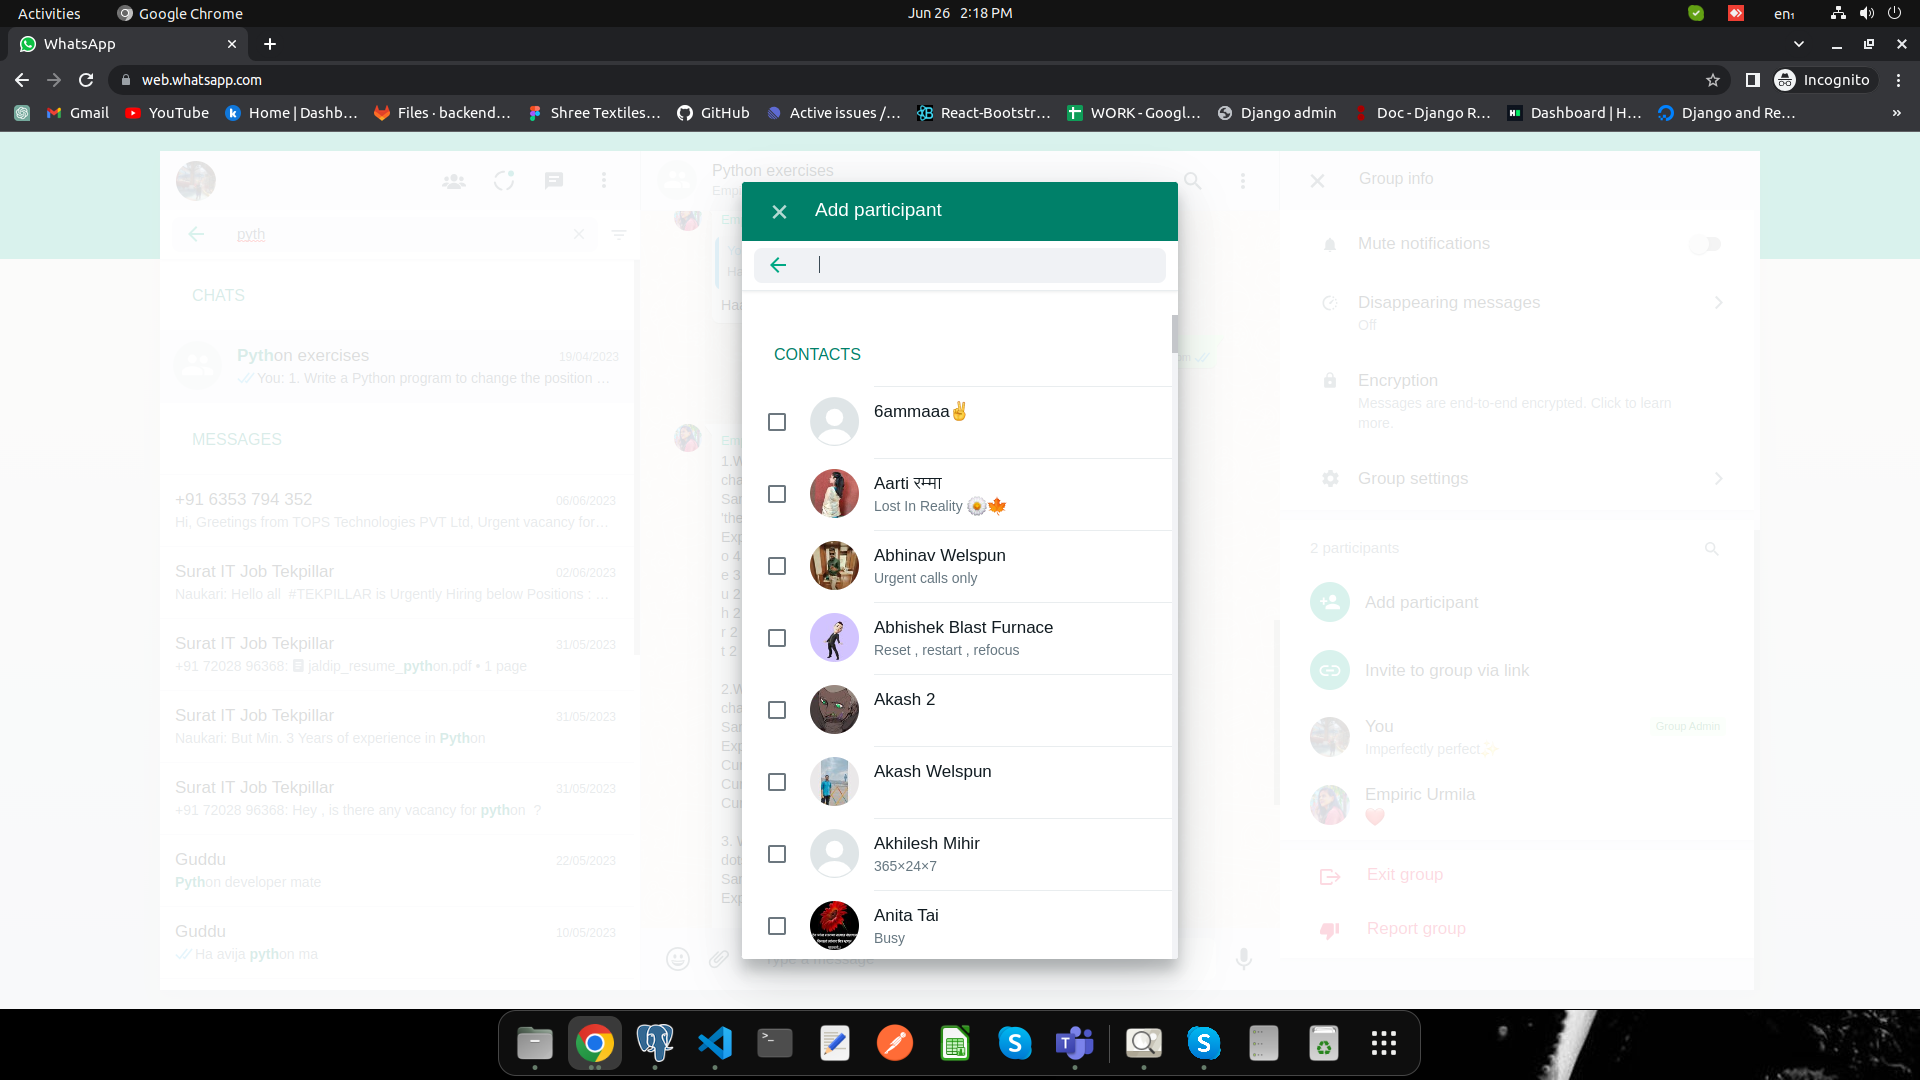 Activities
Google Chrome
Jun 26 2:18 PM
en₁
WhatsApp
web.whatsapp.com
Incognito
Gmail
YouTube
Home | Dashb…
Files · backend…
Shree Textiles…
GitHub
Active issues /…
React-Bootstr…
WORK - Googl…
Django admin
Doc - Django R…
Dashboard | H…
Django and Re…
»
pyth
CHATS
Python exercises
19/04/2023
You: 1. Write a Python program to change the position …
MESSAGES
+91 6353 794 352
06/06/2023
Hi, Greetings from TOPS Technologies PVT Ltd, Urgent vacancy for…
Surat IT Job Tekpillar
02/06/2023
Naukari: Hello all #TEKPILLAR is Urgently Hiring below Positions : …
Surat IT Job Tekpillar
31/05/2023
+91 72028 96368: jaldip_resume_python.pdf • 1 page
Surat IT Job Tekpillar
31/05/2023
Naukari: But Min. 3 Years of experience in Python
Surat IT Job Tekpillar
31/05/2023
+91 72028 96368: Hey , is there any vacancy for python ?
Guddu
22/05/2023
Python developer mate
Guddu
10/05/2023
Ha avija python ma
Python exercises
Add participant
CONTACTS
6ammaaa✌
Aarti रम्मा
Lost In Reality 🌼🍁
Abhinav Welspun
Urgent calls only
Abhishek Blast Furnace
Reset , restart , refocus
Akash 2
Akash Welspun
Akhilesh Mihir
365×24×7
Anita Tai
Busy
Type a message
Group info
Mute notifications
Disappearing messages
Off
Encryption
Messages are end-to-end encrypted. Click to learn
more.
Group settings
2 participants
Add participant
Invite to group via link
You
Group Admin
Imperfectly perfect✨
Empiric Urmila
❤️
Exit group
Report group